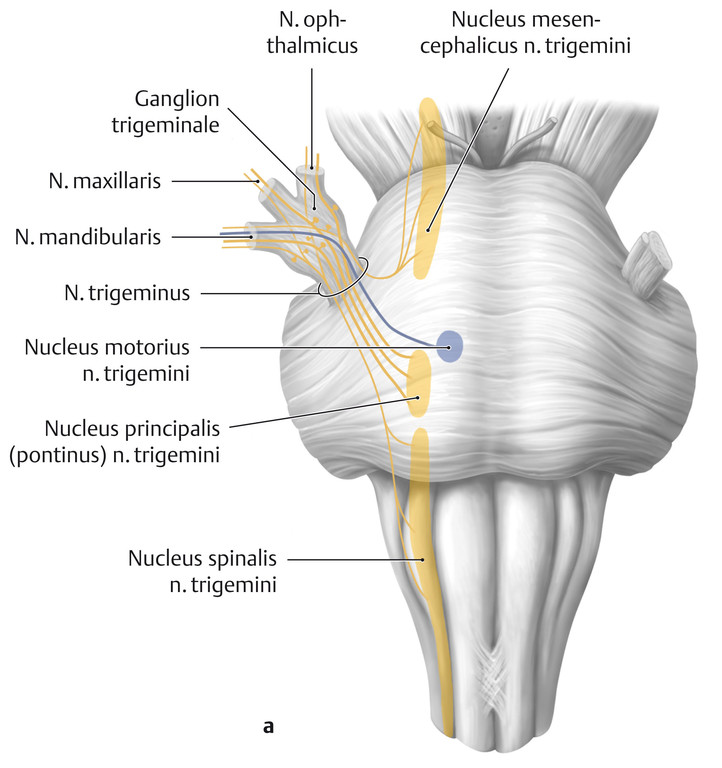 N. oph-
thalmicus
Nucleus mesen-
cephalicus n. trigemini
Ganglion
trigeminale
N. maxillaris
N. mandibularis
N. trigeminus
Nucleus motorius
n. trigemini
Nucleus principalis
(pontinus) n. trigemini
Nucleus spinalis
n. trigemini
a